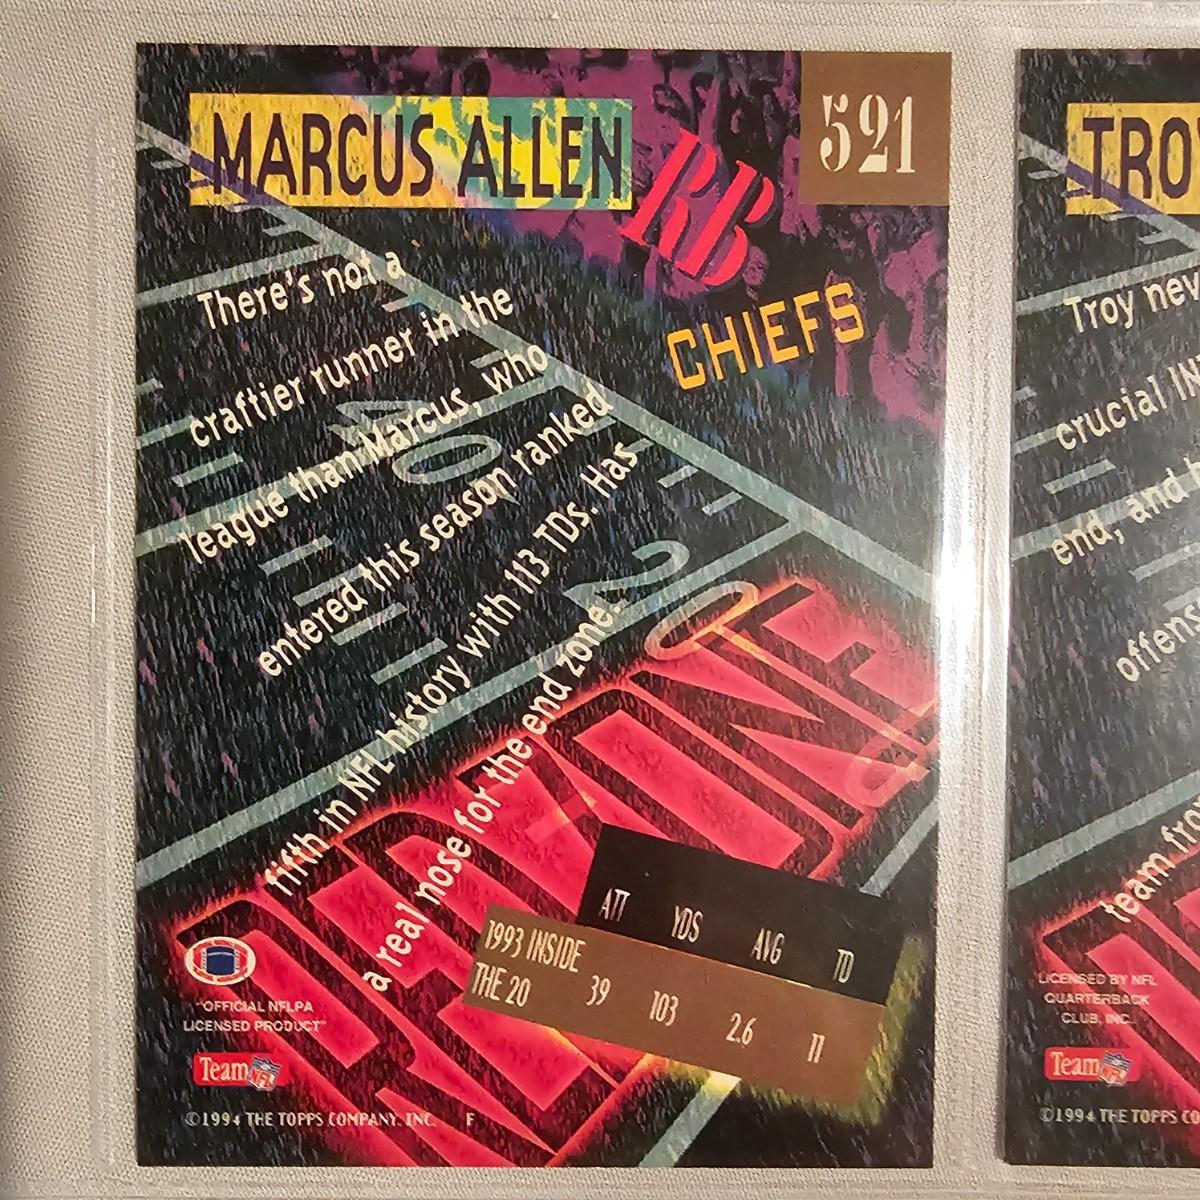 MARCUS ALLEN
RB
521
CHIEFS
There's not a
craftier runner in the
league than Marcus, who
entered this season ranked
fifth in NFL history with 113 TDs. Has
a real nose for the end zone.
40
20
RED ZONE
ATT YDS AVG TD
1993 INSIDE
THE 20 39 103 2.6 11
"OFFICIAL NFLPA
LICENSED PRODUCT"
Team NFL
©1994 THE TOPPS COMPANY, INC. F
TRO
Troy nev
crucial IN
end, and
offens
team fro
LICENSED BY NFL
QUARTERBACK
CLUB, INC.
Team NFL
©1994 THE TOPPS CO